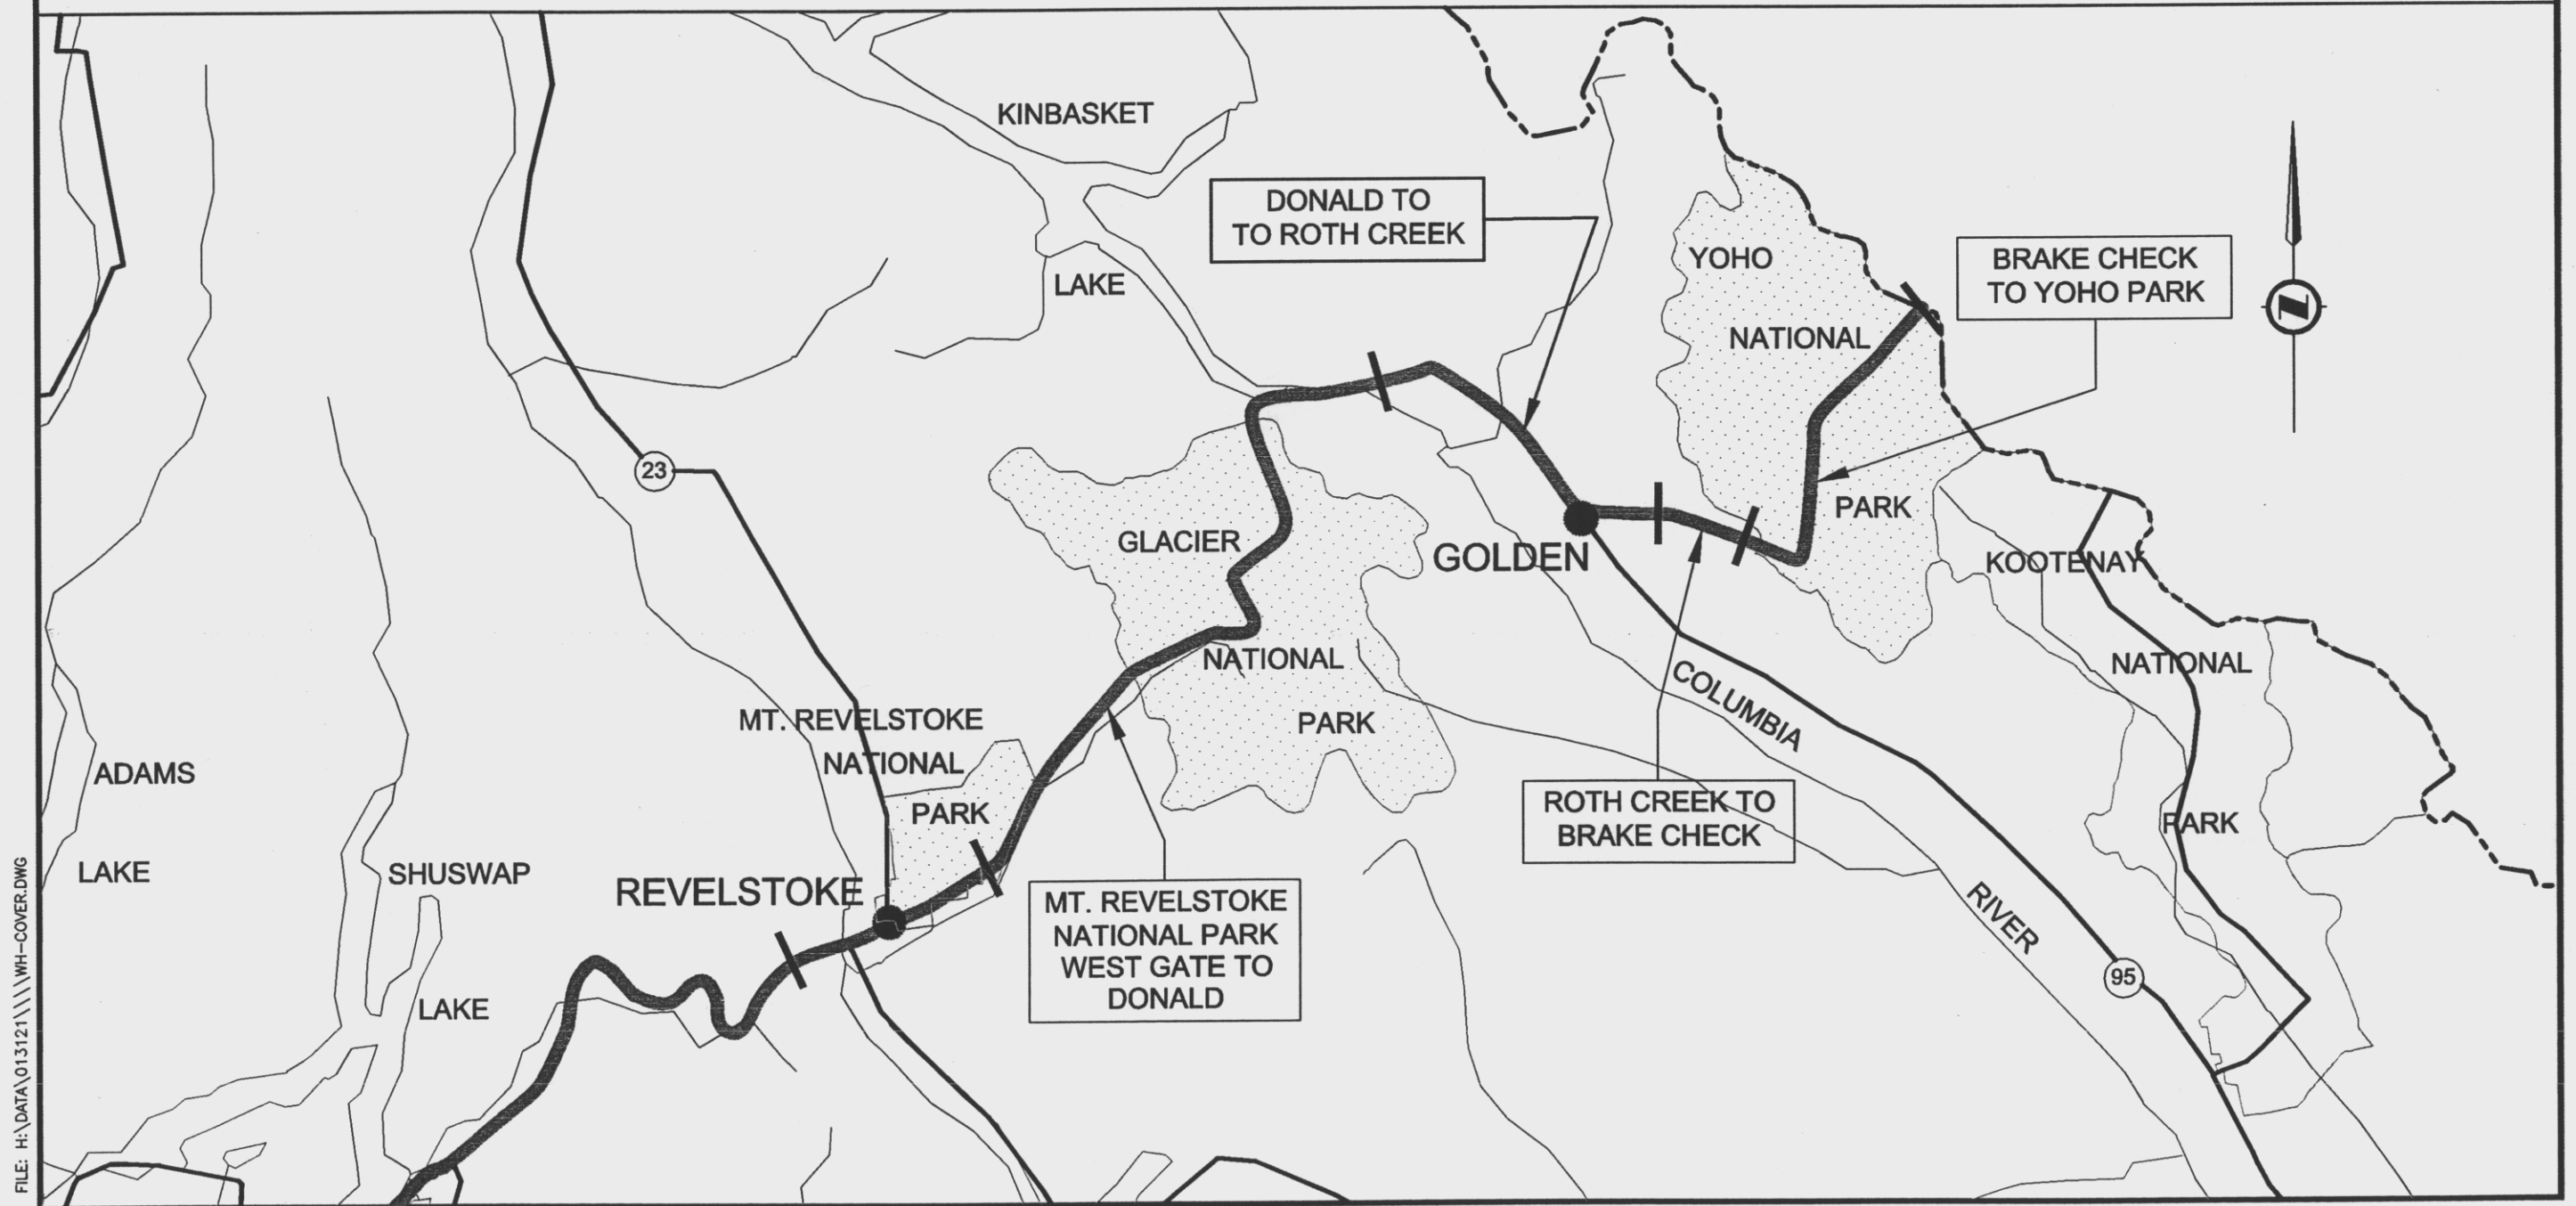 KINBASKET
LAKE
DONALD TO
TO ROTH CREEK
YOHO
NATIONAL
PARK
BRAKE CHECK
TO YOHO PARK
23
GLACIER
NATIONAL
PARK
GOLDEN
KOOTENAY
NATIONAL
PARK
MT. REVELSTOKE
NATIONAL
PARK
COLUMBIA
RIVER
ADAMS
LAKE
SHUSWAP
LAKE
REVELSTOKE
MT. REVELSTOKE
NATIONAL PARK
WEST GATE TO
DONALD
ROTH CREEK TO
BRAKE CHECK
95
N
FILE: H:\DATA\013121\\\\WH-COVER.DWG